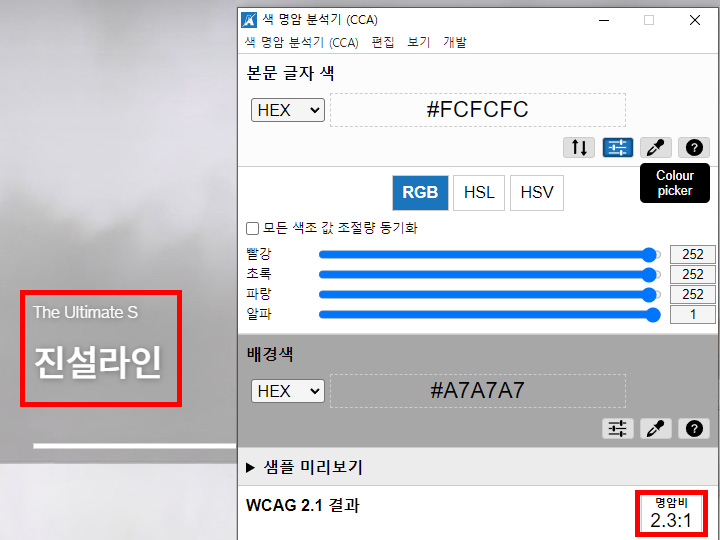 색 명암 분석기 (CCA)
색 명암 분석기 (CCA) 편집 보기 개발
본문 글자 색
HEX #FCFCFC
Colour
picker
RGB HSL HSV
모든 색조 값 조절량 동기화
빨강 252
초록 252
파랑 252
알파 1
The Ultimate S
진설라인
배경색
HEX #A7A7A7
샘플 미리보기
WCAG 2.1 결과
명암비
2.3:1